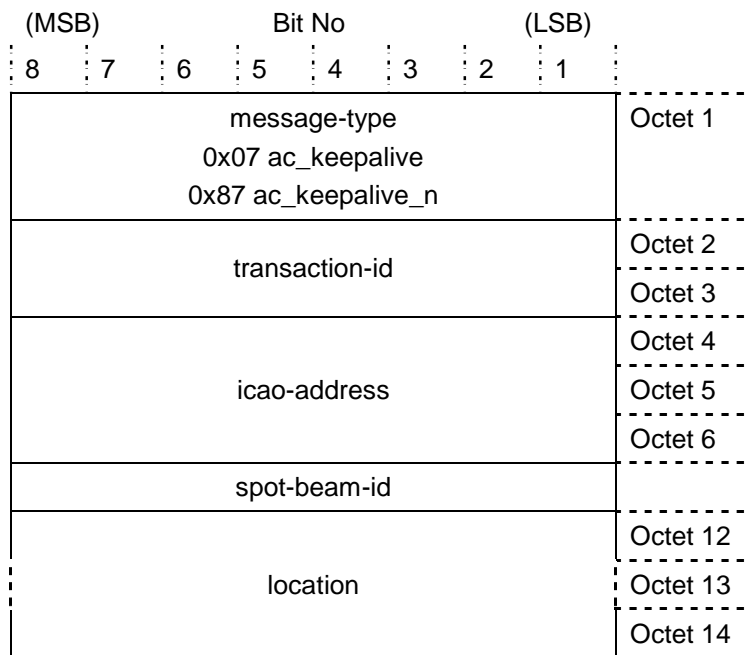 (MSB) Bit No (LSB)
8 7 6 5 4 3 2 1
message-type Octet 1
0x07 ac_keepalive
0x87 ac_keepalive_n
Octet 2
transaction-id
Octet 3
Octet 4
icao-address Octet 5
Octet 6
spot-beam-id
Octet 12
location Octet 13
Octet 14